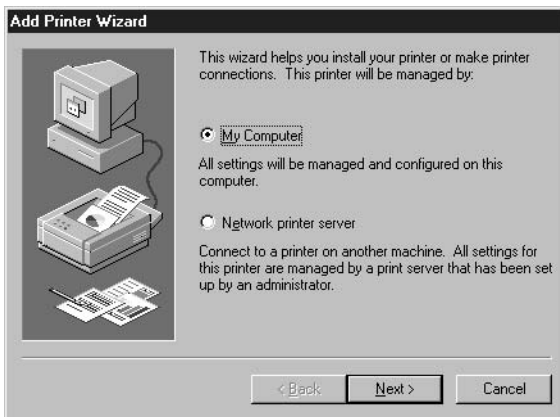 Add Printer Wizard
This wizard helps you install your printer or make printer
connections. This printer will be managed by:
My Computer
All settings will be managed and configured on this
computer.
Network printer server
Connect to a printer on another machine. All settings for
this printer are managed by a print server that has been set
up by an administrator.
< Back
Next >
Cancel